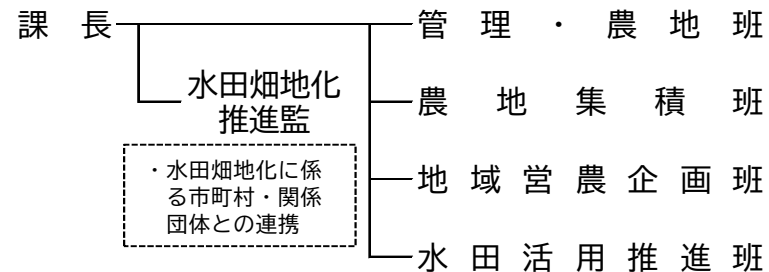 課長
管理・農地班
水田畑地化
推進監
農地集積班
・水田畑地化に係
る市町村・関係
団体との連携
地域営農企画班
水田活用推進班